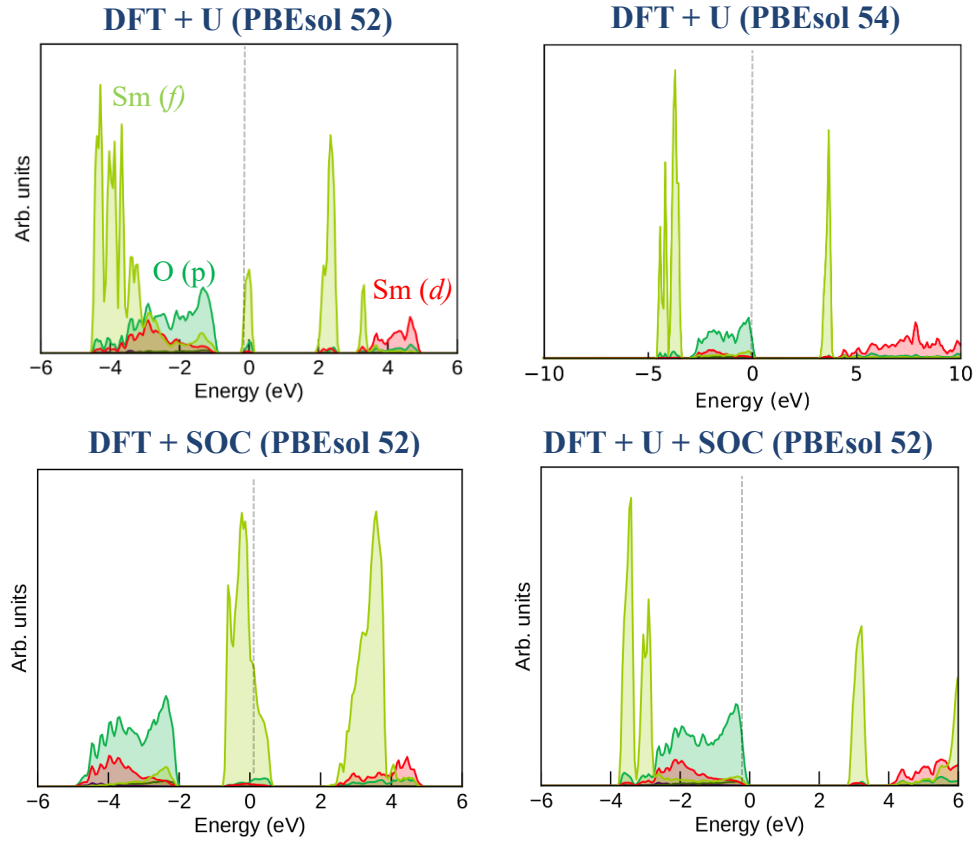 DFT + U (PBEsol 52)
Sm (f)
O (p)
Sm (d)
Arb. units
−6 −4 −2 0 2 4 6
Energy (eV)
DFT + U (PBEsol 54)
−10 −5 0 5 10
Energy (eV)
DFT + SOC (PBEsol 52)
Arb. units
−6 −4 −2 0 2 4 6
Energy (eV)
DFT + U + SOC (PBEsol 52)
Arb. units
−6 −4 −2 0 2 4 6
Energy (eV)